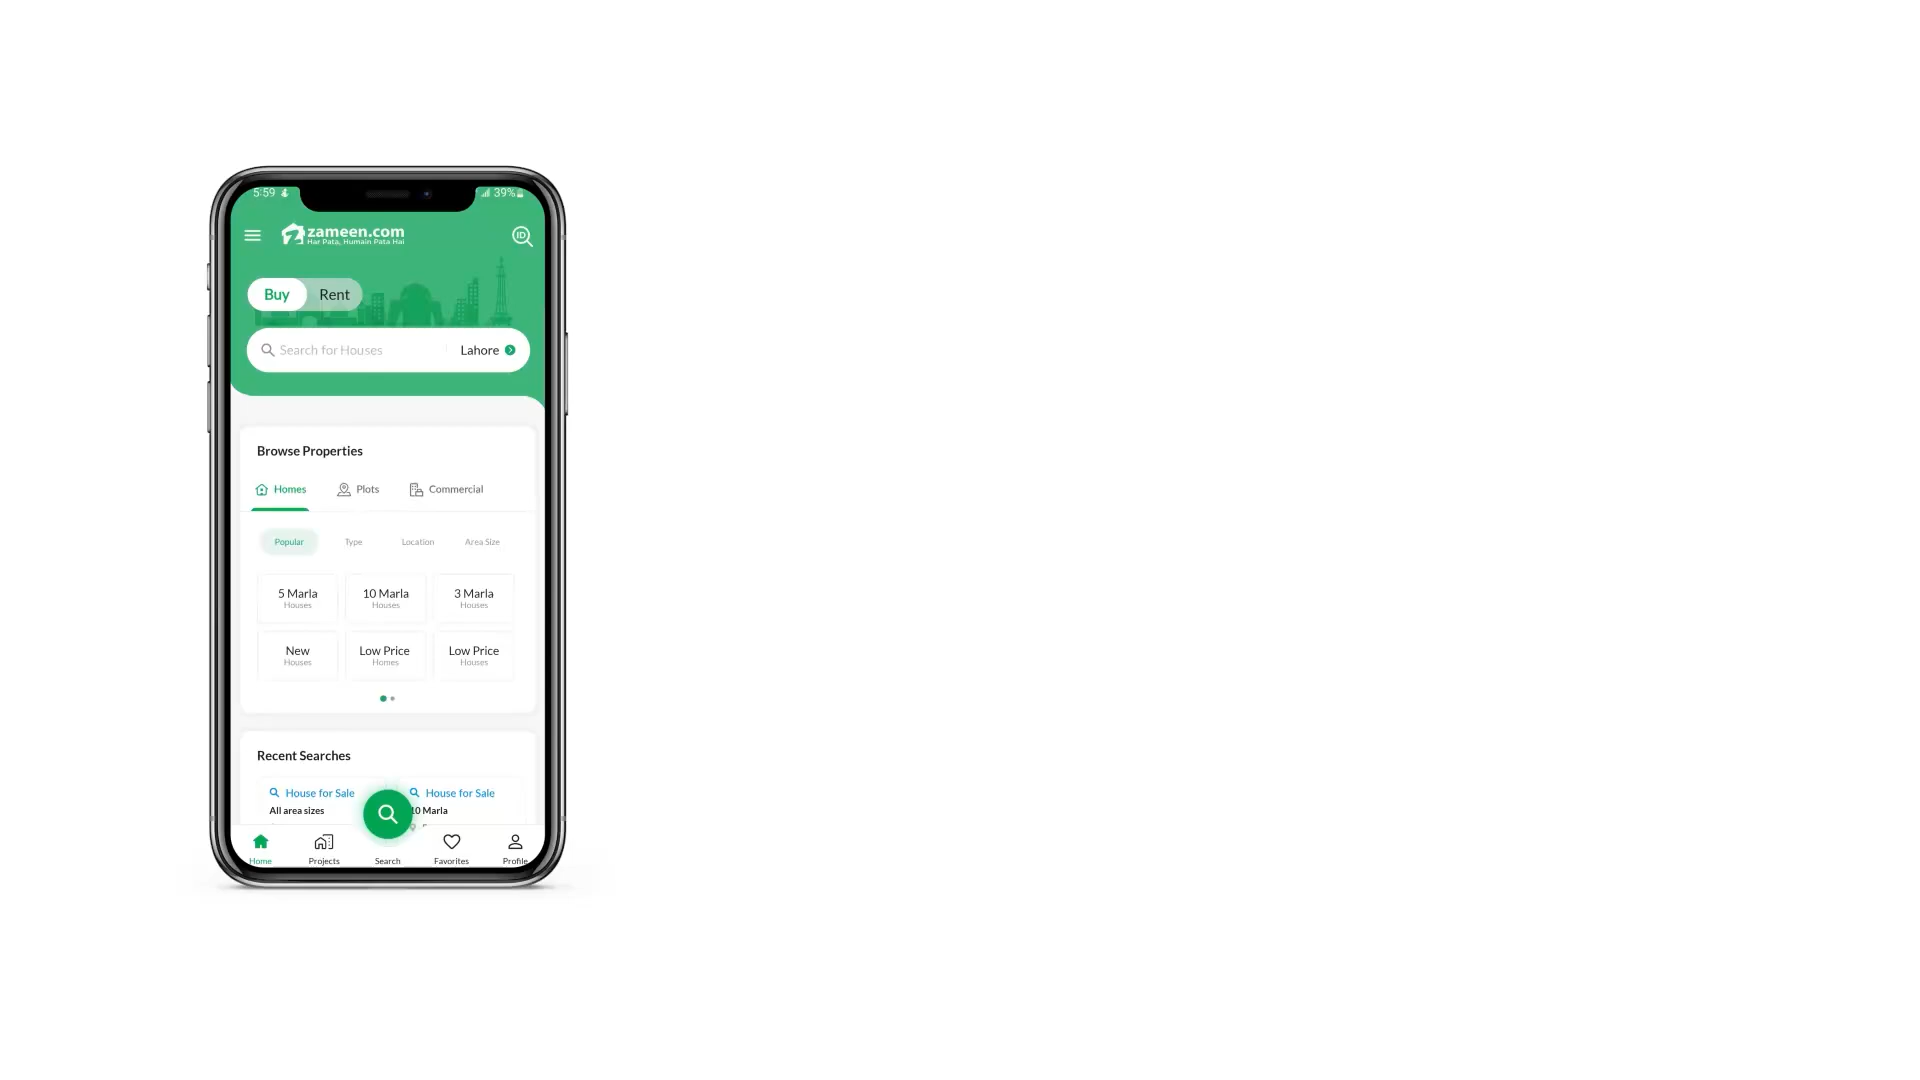 5:59
39%
zameen.com
Har Pata, Humain Pata Hai
ID
Buy Rent
Search for Houses Lahore
Browse Properties
Homes Plots Commercial
Popular Type Location Area Size
5 Marla 10 Marla 3 Marla
Houses Houses Houses
New Low Price Low Price
Houses Homes Houses
Recent Searches
House for Sale House for Sale
All area sizes 10 Marla
Home Projects Search Favorites Profile